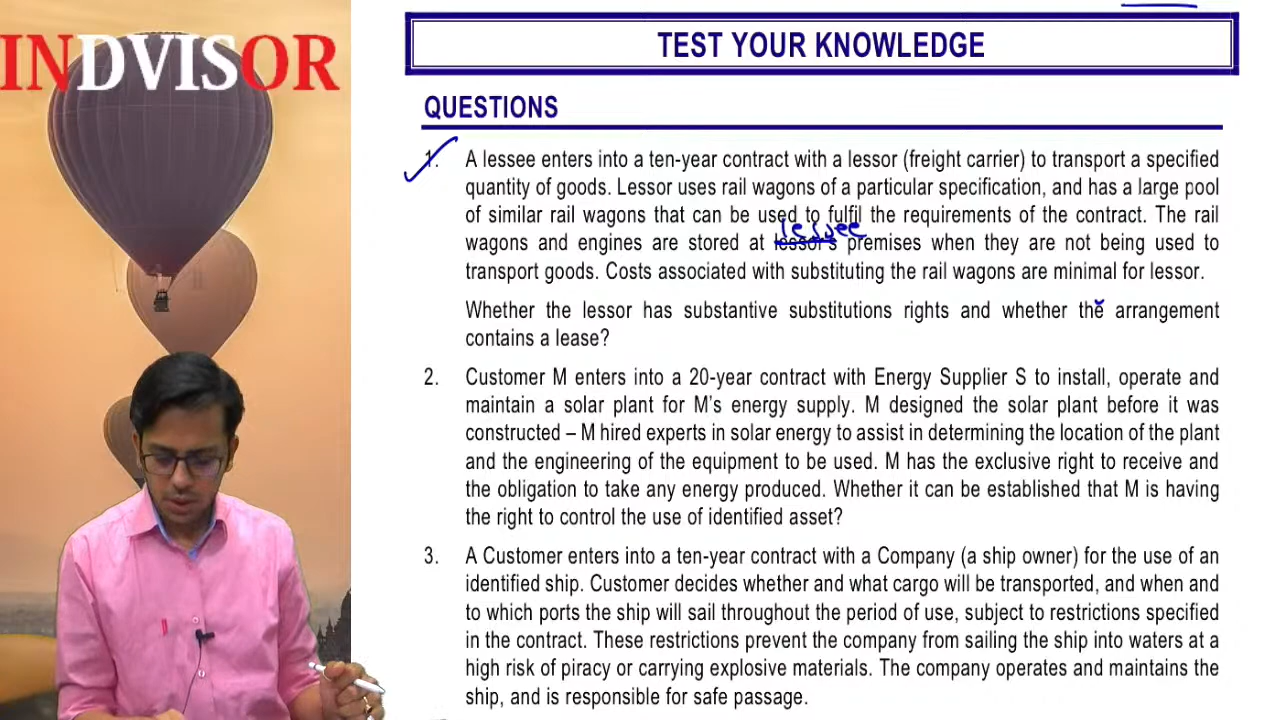 INDVISOR
TEST YOUR KNOWLEDGE
QUESTIONS
1. A lessee enters into a ten-year contract with a lessor (freight carrier) to transport a specified
quantity of goods. Lessor uses rail wagons of a particular specification, and has a large pool
of similar rail wagons that can be used to fulfil the requirements of the contract. The rail
lessee
wagons and engines are stored at lessor's premises when they are not being used to
transport goods. Costs associated with substituting the rail wagons are minimal for lessor.
Whether the lessor has substantive substitutions rights and whether the arrangement
contains a lease?
2. Customer M enters into a 20-year contract with Energy Supplier S to install, operate and
maintain a solar plant for M's energy supply. M designed the solar plant before it was
constructed – M hired experts in solar energy to assist in determining the location of the plant
and the engineering of the equipment to be used. M has the exclusive right to receive and
the obligation to take any energy produced. Whether it can be established that M is having
the right to control the use of identified asset?
3. A Customer enters into a ten-year contract with a Company (a ship owner) for the use of an
identified ship. Customer decides whether and what cargo will be transported, and when and
to which ports the ship will sail throughout the period of use, subject to restrictions specified
in the contract. These restrictions prevent the company from sailing the ship into waters at a
high risk of piracy or carrying explosive materials. The company operates and maintains the
ship, and is responsible for safe passage.